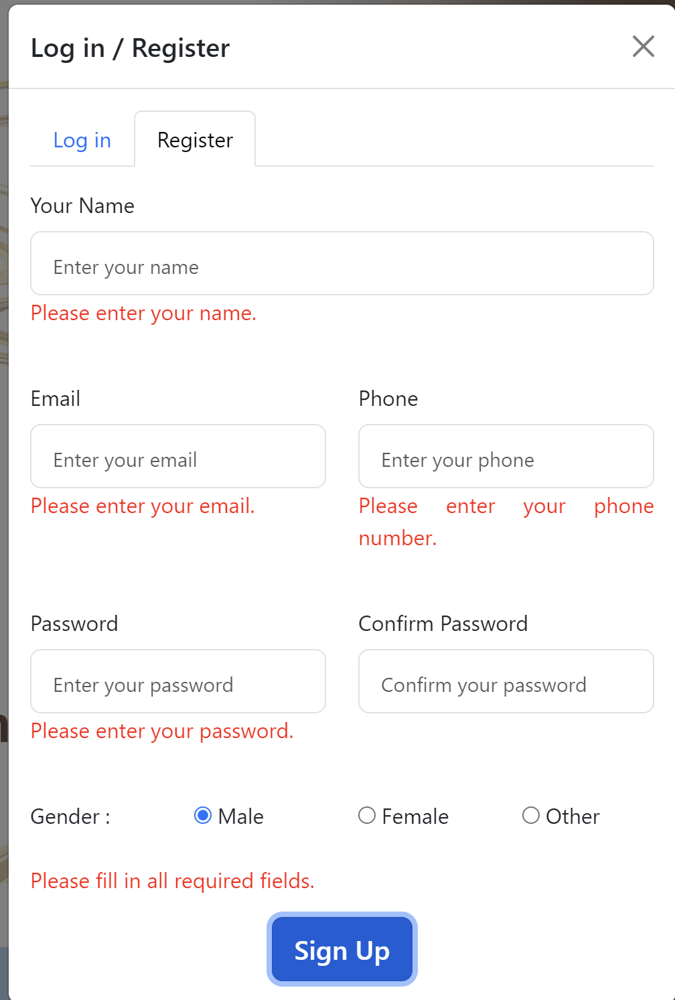 Log in / Register
Log in Register
Your Name
Enter your name
Please enter your name.
Email Phone
Enter your email Enter your phone
Please enter your email. Please enter your phone
number.
Password Confirm Password
Enter your password Confirm your password
Please enter your password.
Gender : Male Female Other
Please fill in all required fields.
Sign Up